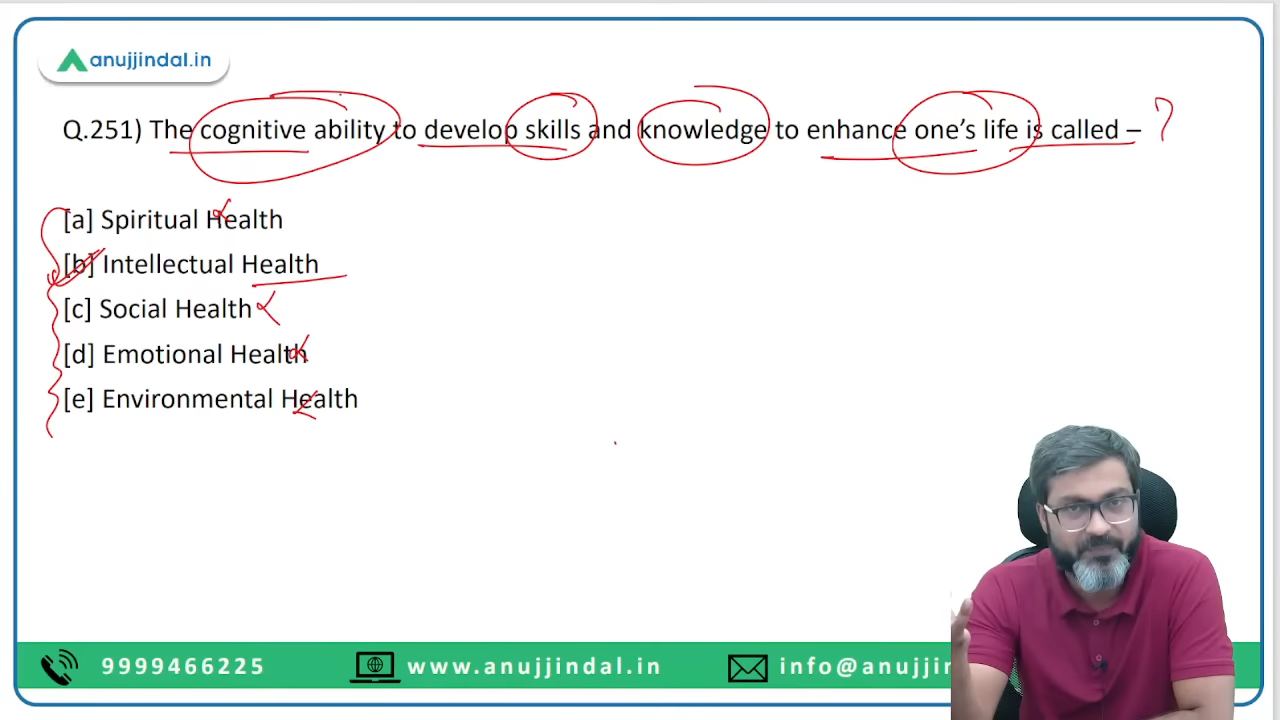 anujjindal.in
Q.251) The cognitive ability to develop skills and knowledge to enhance one's life is called – ?
[a] Spiritual Health
[b] Intellectual Health
[c] Social Health
[d] Emotional Health
[e] Environmental Health
9999466225 www.anujjindal.in info@anujjin